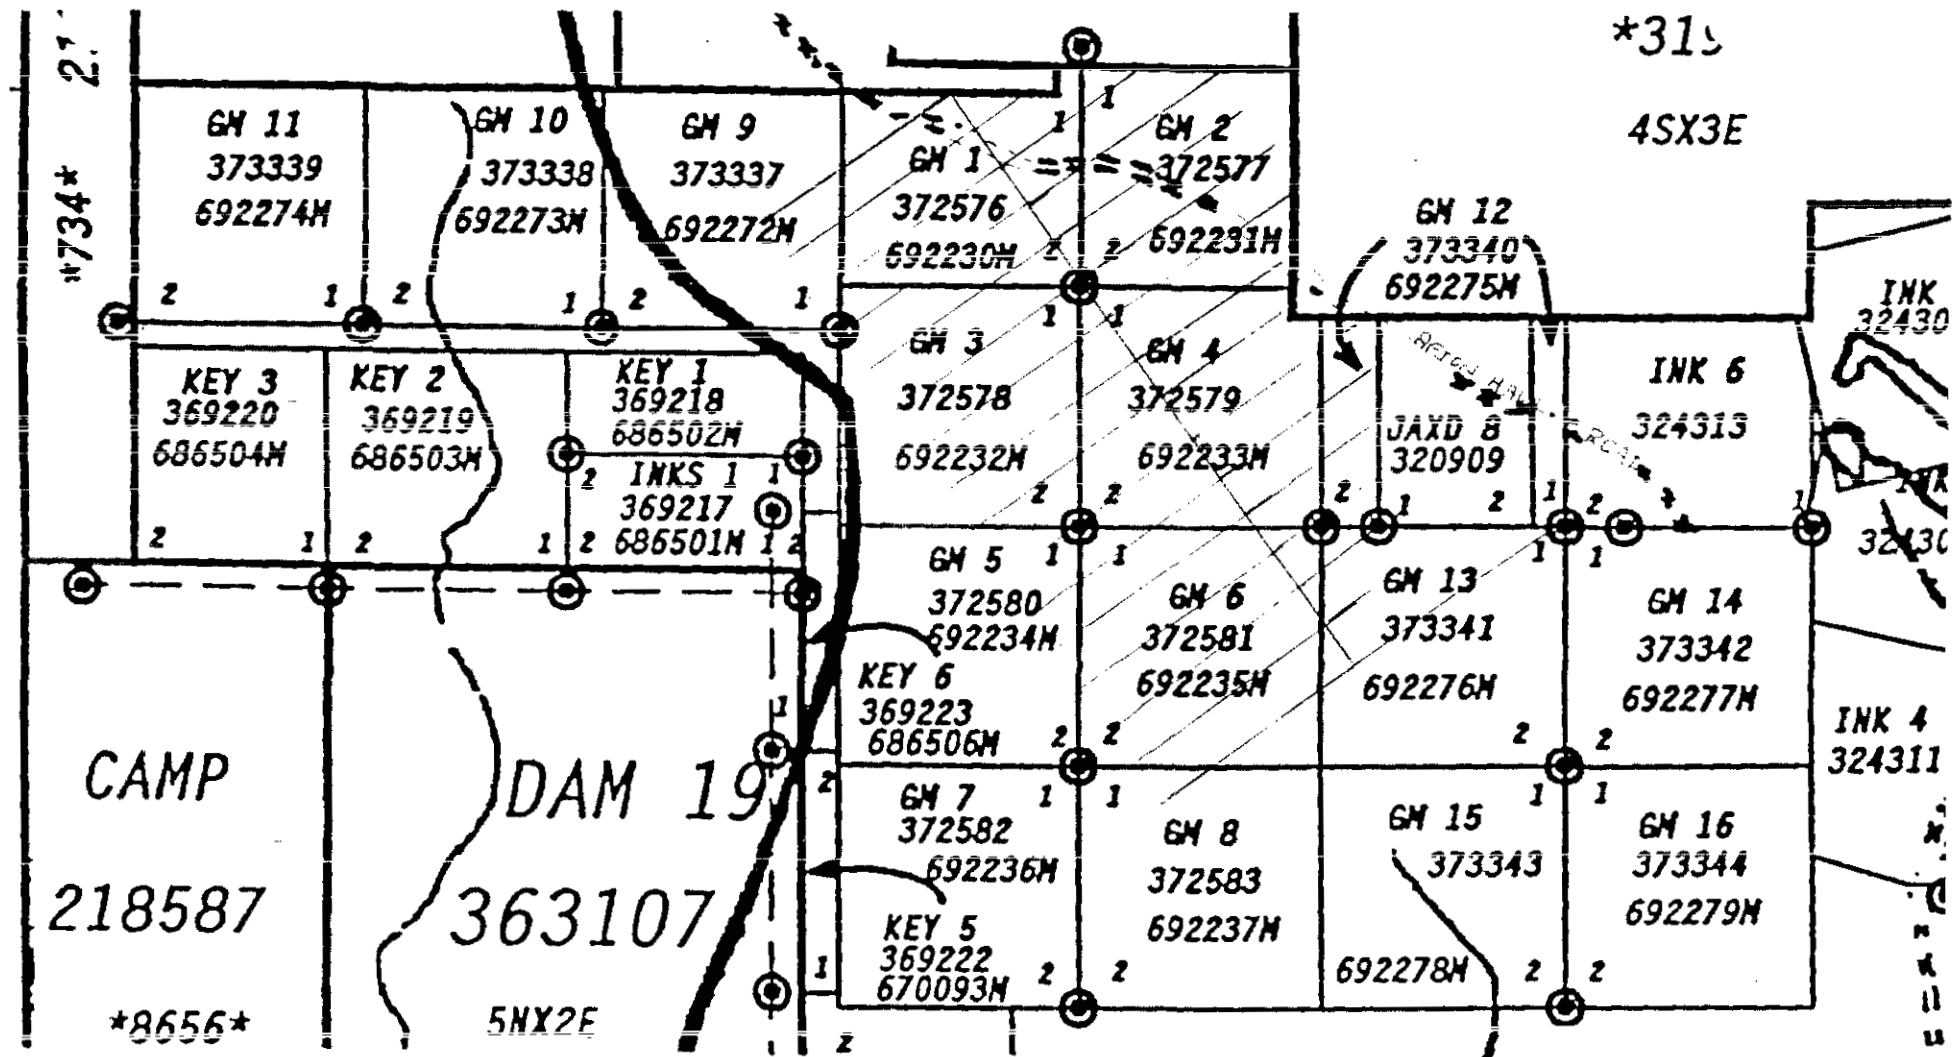 *734*
GM 11
373339
692274M
GM 10
373338
692273M
GM 9
373337
692272M
GM 1
372576
692230M
GM 2
372577
692231M
4SX3E
GM 12
373340
692275M
INK
32430
KEY 3
369220
686504M
KEY 2
369219
686503M
KEY 1
369218
686502M
INKS 1
369217
686501M
GM 3
372578
692232M
GM 4
372579
692233M
JAXD 8
320909
INK 6
324313
GM 5
372580
692234M
KEY 6
369223
686506M
GM 6
372581
692235M
GM 13
373341
692276M
GM 14
373342
692277M
INK 4
324311
CAMP
218587
*8656*
DAM 19
363107
5NX2E
GM 7
372582
692236M
KEY 5
369222
670093M
GM 8
372583
692237M
GM 15
373343
692278M
GM 16
373344
692279M